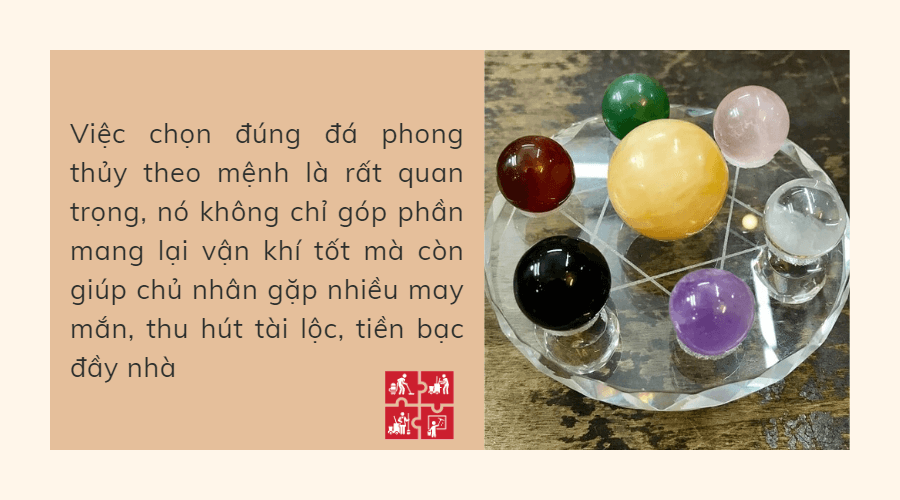 Việc chọn đúng đá phong
thủy theo mệnh là rất quan
trọng, nó không chỉ góp phần
mang lại vận khí tốt mà còn
giúp chủ nhân gặp nhiều may
mắn, thu hút tài lộc, tiền bạc
đầy nhà